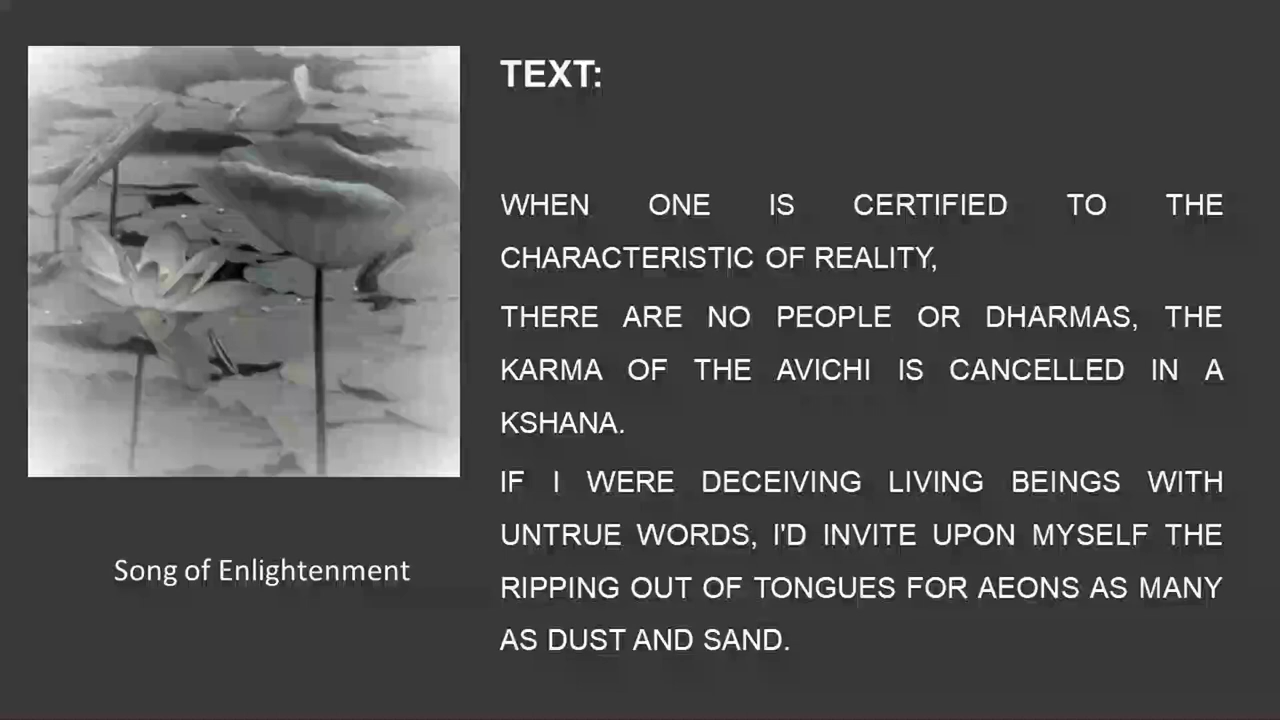 TEXT:
WHEN ONE IS CERTIFIED TO THE
CHARACTERISTIC OF REALITY,
THERE ARE NO PEOPLE OR DHARMAS, THE
KARMA OF THE AVICHI IS CANCELLED IN A
KSHANA.
IF I WERE DECEIVING LIVING BEINGS WITH
UNTRUE WORDS, I'D INVITE UPON MYSELF THE
RIPPING OUT OF TONGUES FOR AEONS AS MANY
AS DUST AND SAND.
Song of Enlightenment